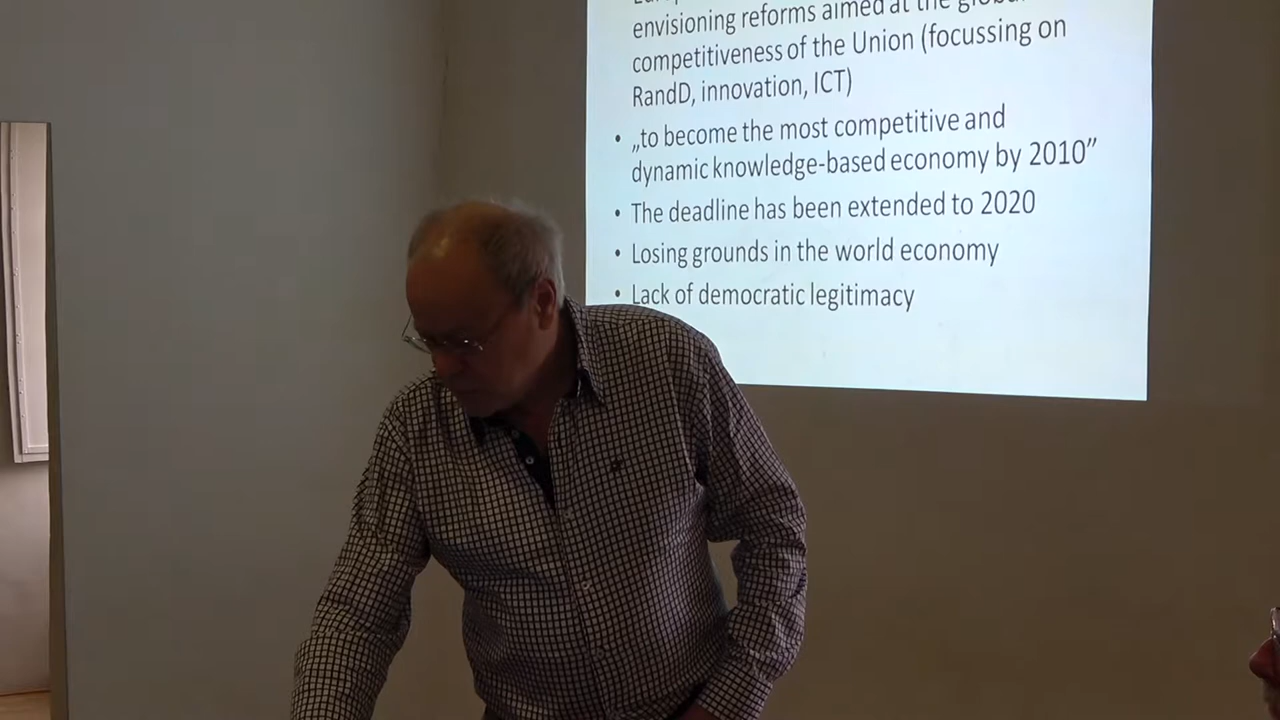 envisioning reforms aimed at the global
competitiveness of the Union (focussing on
RandD, innovation, ICT)
• „to become the most competitive and
dynamic knowledge-based economy by 2010”
• The deadline has been extended to 2020
• Losing grounds in the world economy
• Lack of democratic legitimacy